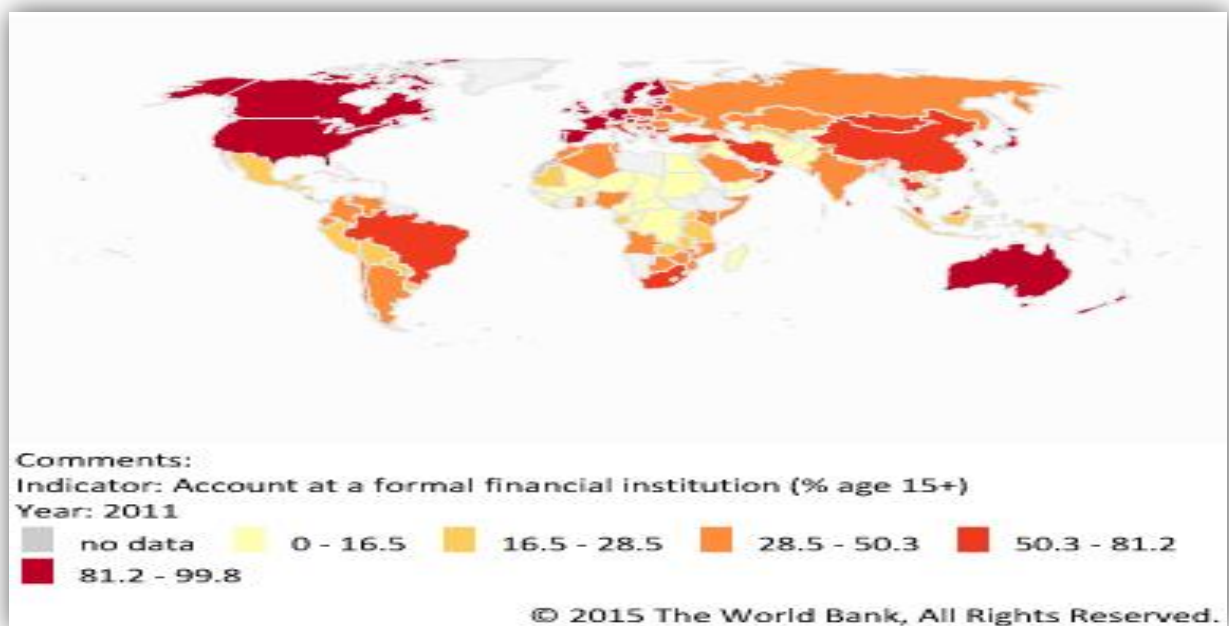 Comments:
Indicator: Account at a formal financial institution (% age 15+)
Year: 2011
no data 0 - 16.5 16.5 - 28.5 28.5 - 50.3 50.3 - 81.2
81.2 - 99.8
© 2015 The World Bank, All Rights Reserved.